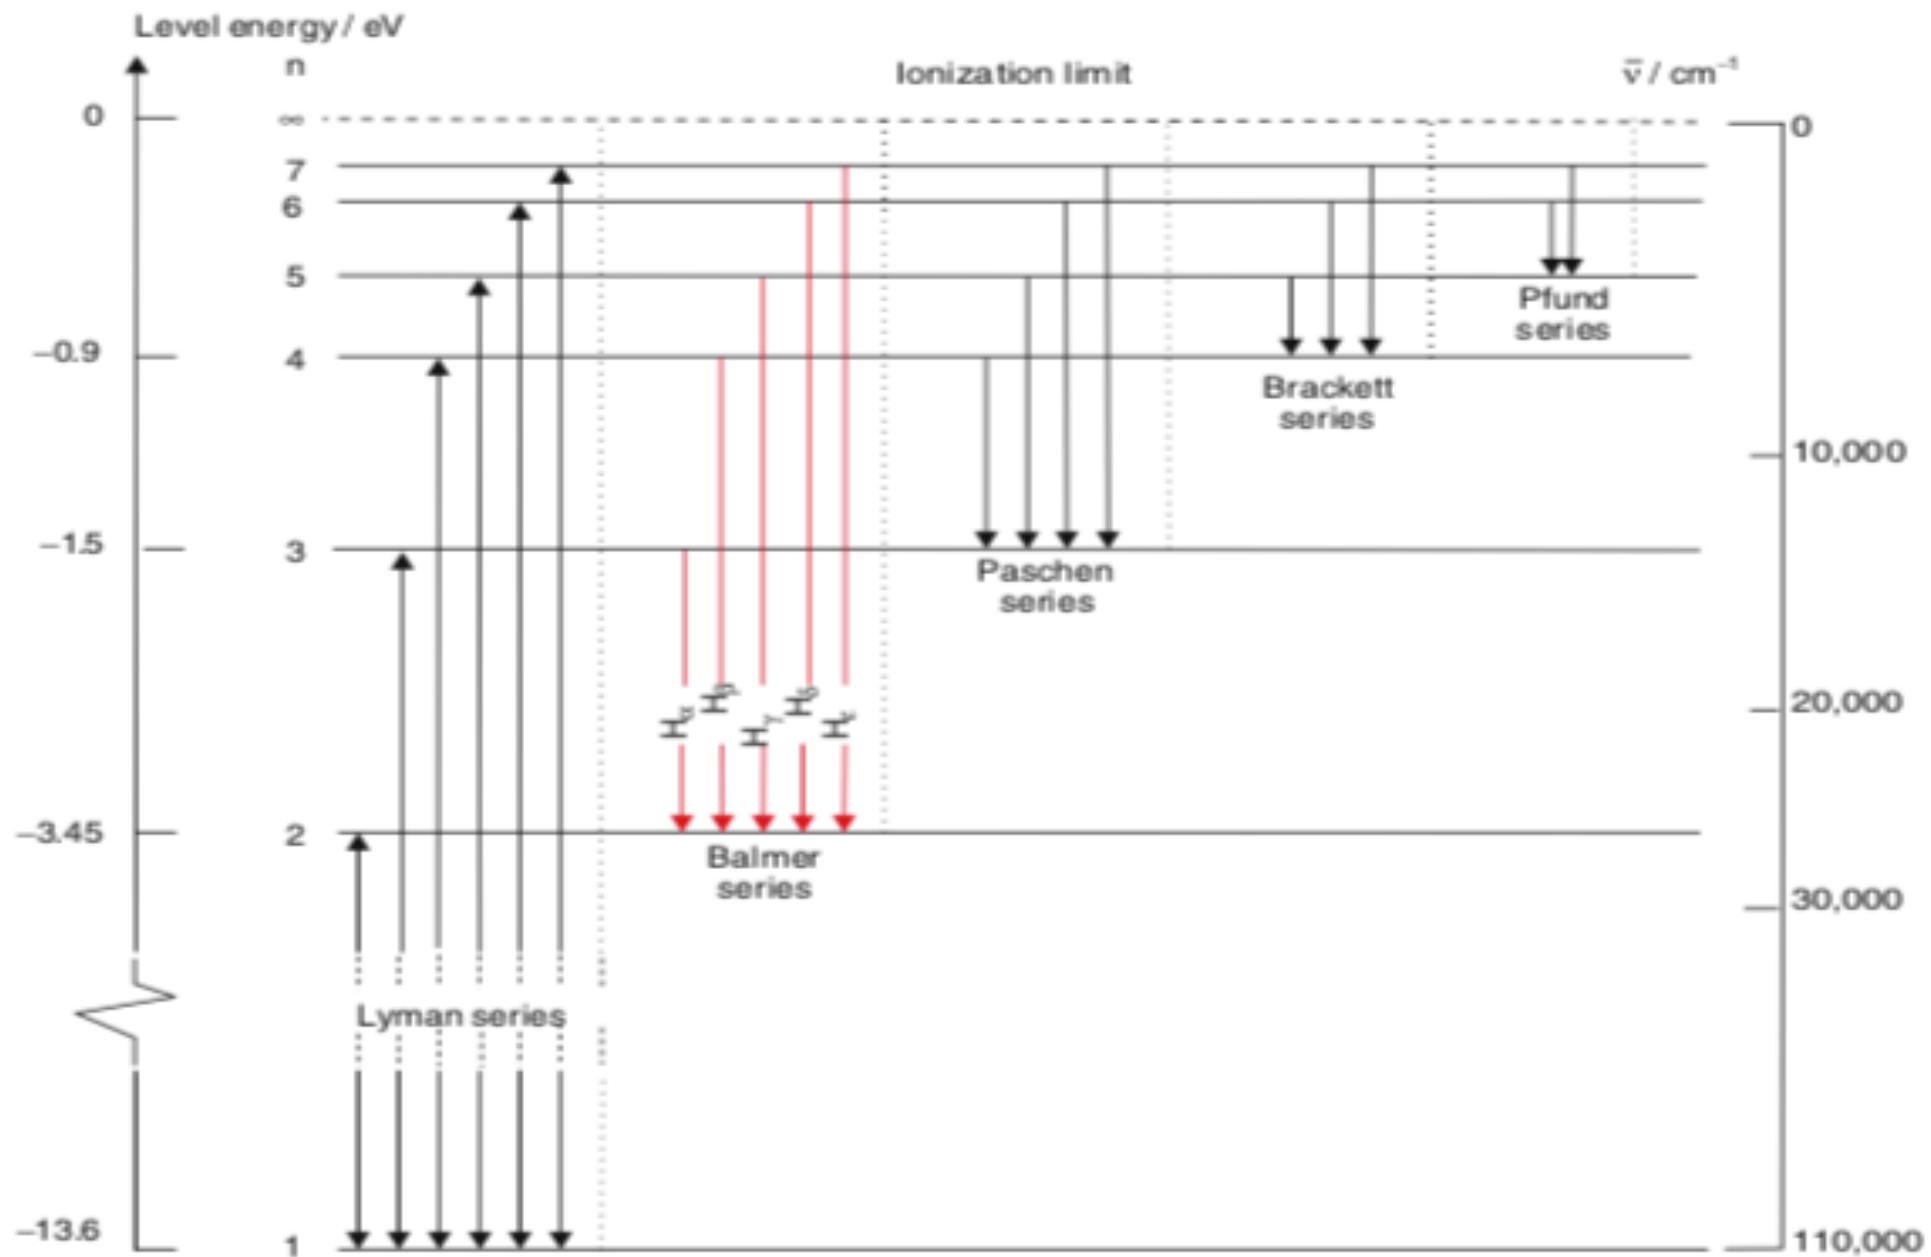 Level energy / eV
n
Ionization limit
ν̄ / cm⁻¹
0
∞
0
7
6
5
Pfund
series
−0.9
4
Brackett
series
10,000
−1.5
3
Paschen
series
Hα
Hβ
Hγ
Hδ
Hε
20,000
−3.45
2
Balmer
series
30,000
Lyman series
−13.6
1
110,000